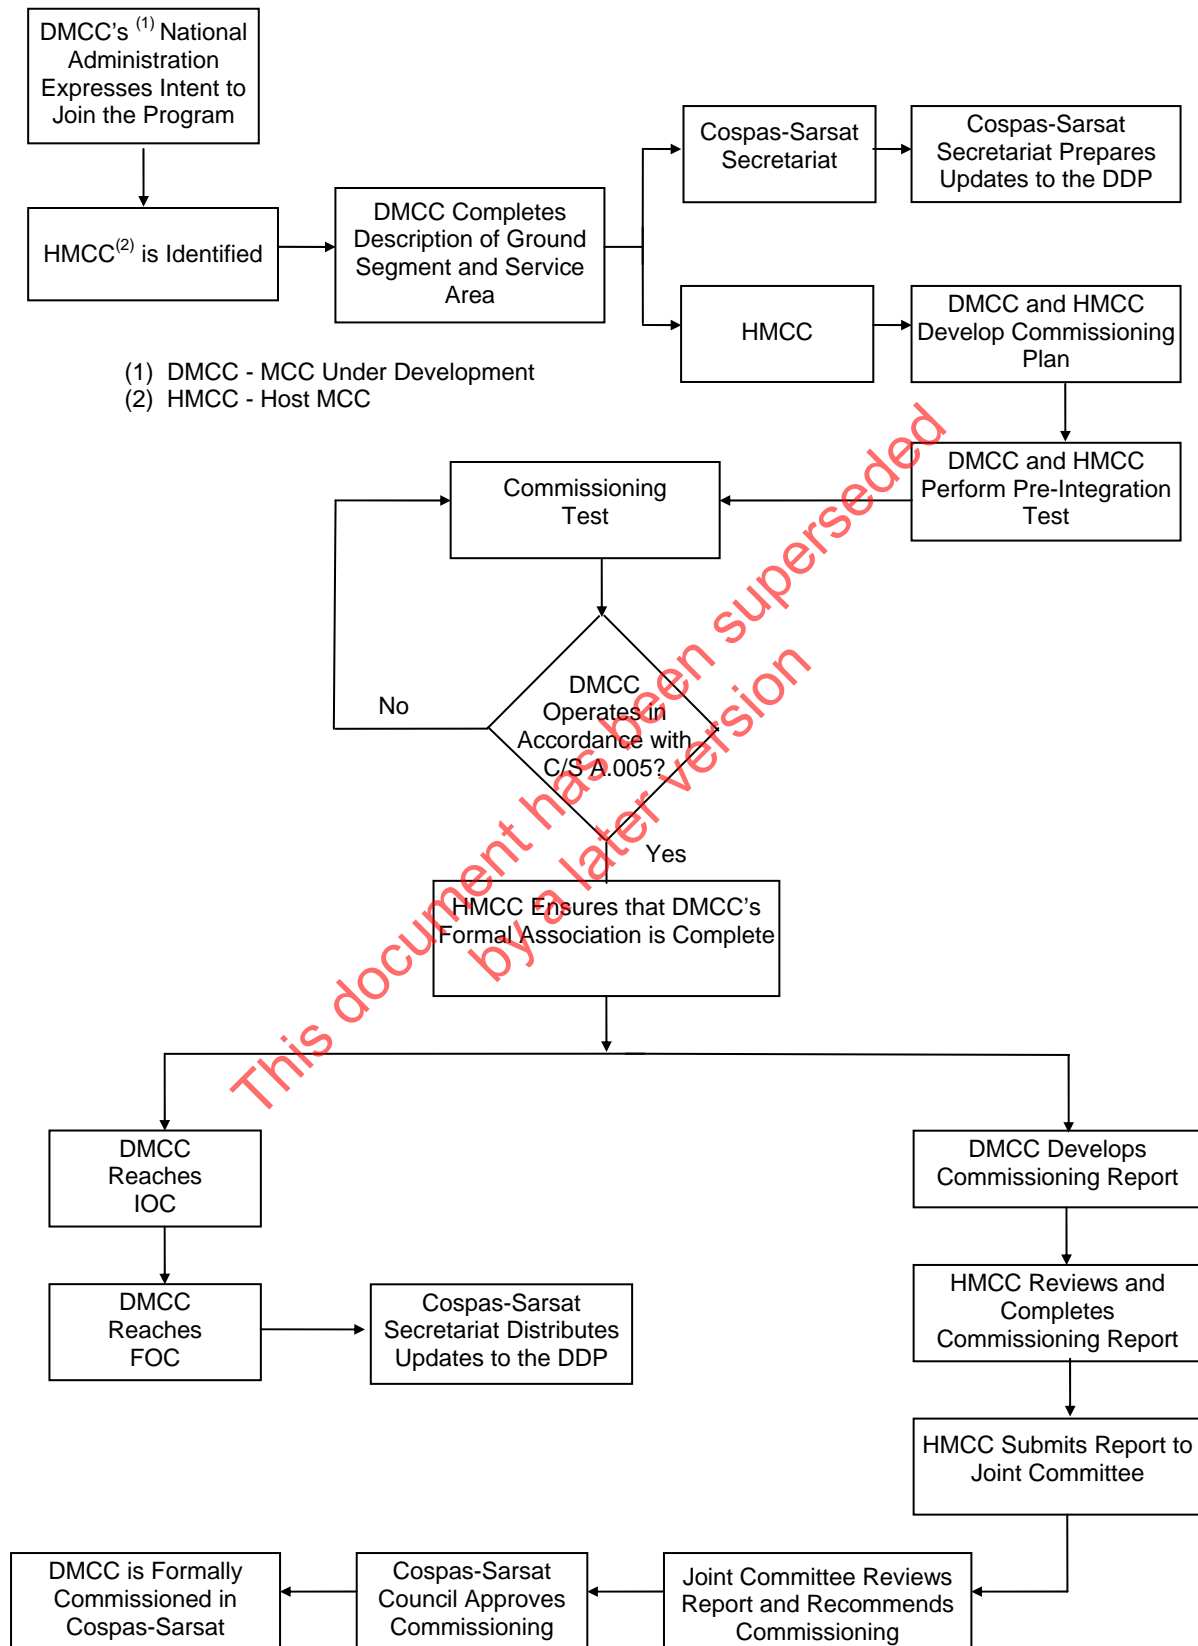 DMCC's (1) National
Administration
Expresses Intent to
Join the Program
Cospas-Sarsat
Secretariat
Cospas-Sarsat
Secretariat Prepares
Updates to the DDP
HMCC(2) is Identified
DMCC Completes
Description of Ground
Segment and Service
Area
HMCC
DMCC and HMCC
Develop Commissioning
Plan
(1) DMCC - MCC Under Development
(2) HMCC - Host MCC
DMCC and HMCC
Perform Pre-Integration
Test
Commissioning
Test
DMCC
Operates in
Accordance with
C/S A.005?
No
Yes
HMCC Ensures that DMCC's
Formal Association is Complete
DMCC
Reaches
IOC
DMCC
Reaches
FOC
Cospas-Sarsat
Secretariat Distributes
Updates to the DDP
DMCC Develops
Commissioning Report
HMCC Reviews and
Completes
Commissioning Report
HMCC Submits Report to
Joint Committee
Joint Committee Reviews
Report and Recommends
Commissioning
Cospas-Sarsat
Council Approves
Commissioning
DMCC is Formally
Commissioned in
Cospas-Sarsat
This document has been superseded
by a later version